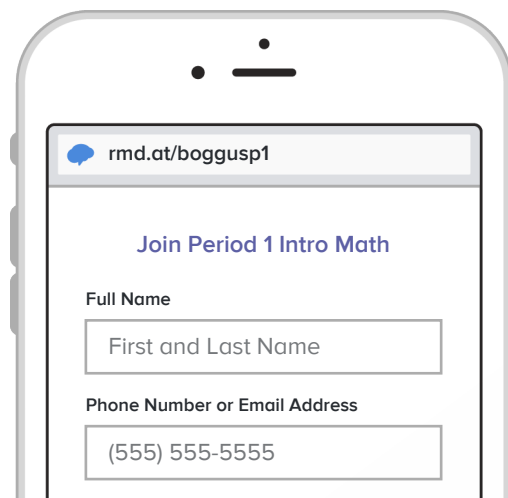 rmd.at/boggusp1
Join Period 1 Intro Math
Full Name
First and Last Name
Phone Number or Email Address
(555) 555-5555